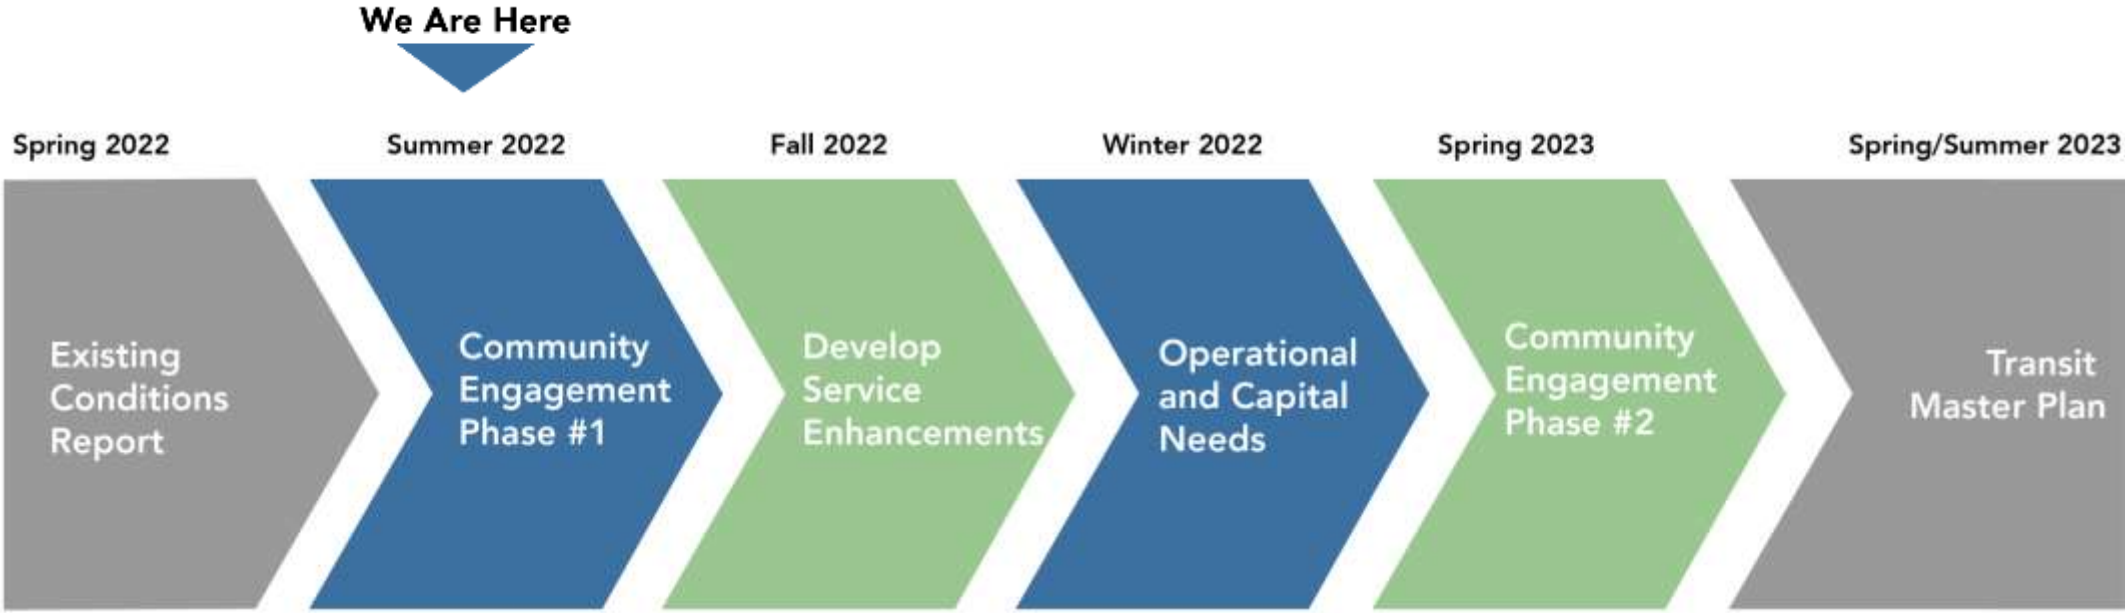 We Are Here
Spring 2022
Summer 2022
Fall 2022
Winter 2022
Spring 2023
Spring/Summer 2023
Existing
Conditions
Report
Community
Engagement
Phase #1
Develop
Service
Enhancements
Operational
and Capital
Needs
Community
Engagement
Phase #2
Transit
Master Plan